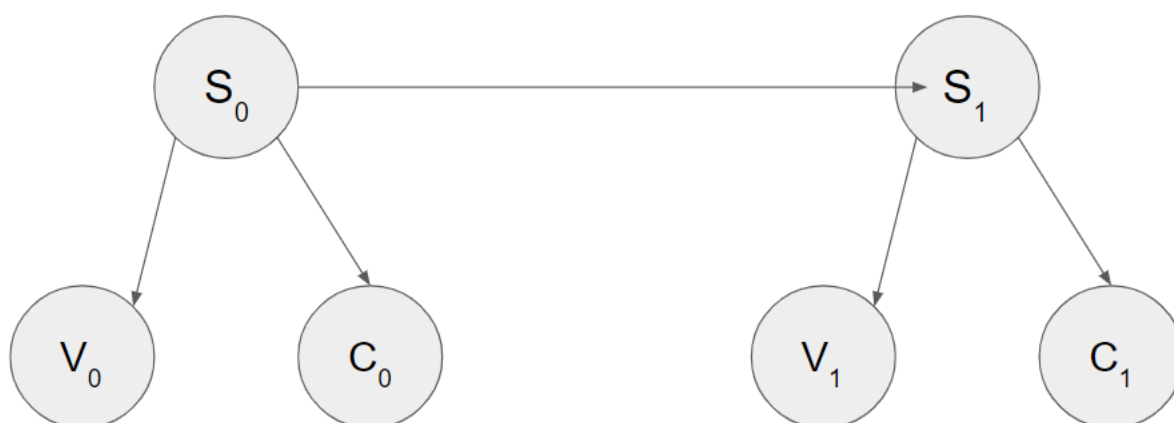 S₀ S₁
V₀ C₀ V₁ C₁